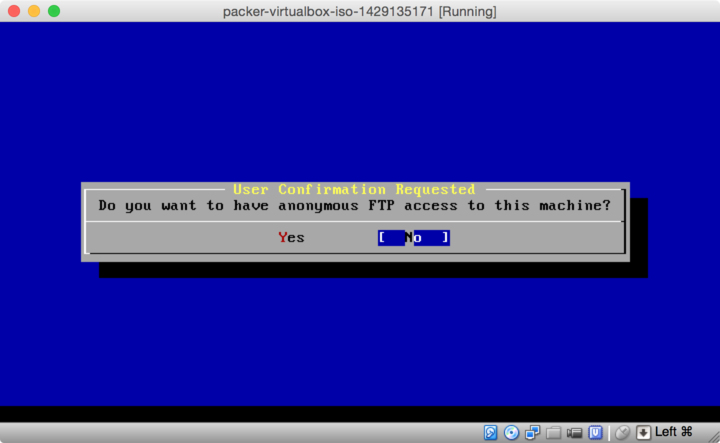 packer-virtualbox-iso-1429135171 [Running]
User Confirmation Requested
Do you want to have anonymous FTP access to this machine?
Yes [ No ]
Left ⌘